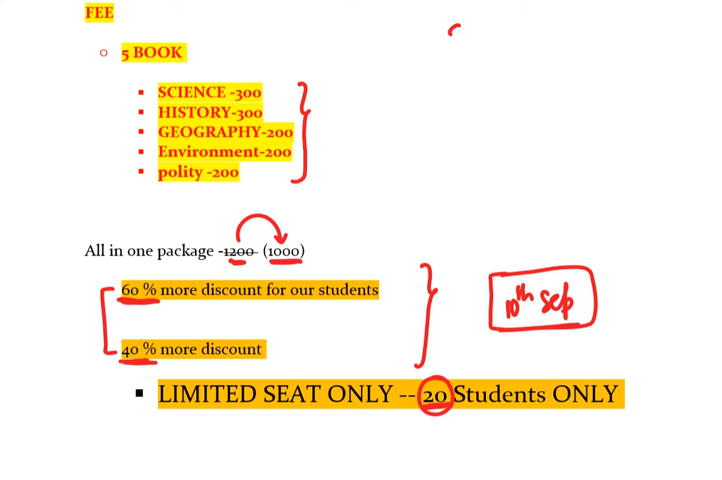 FEE
5 BOOK
SCIENCE -300
HISTORY-300
GEOGRAPHY-200
Environment-200
polity -200
All in one package -1200 (1000)
60 % more discount for our students
10th Sep
40 % more discount
LIMITED SEAT ONLY -- 20 Students ONLY